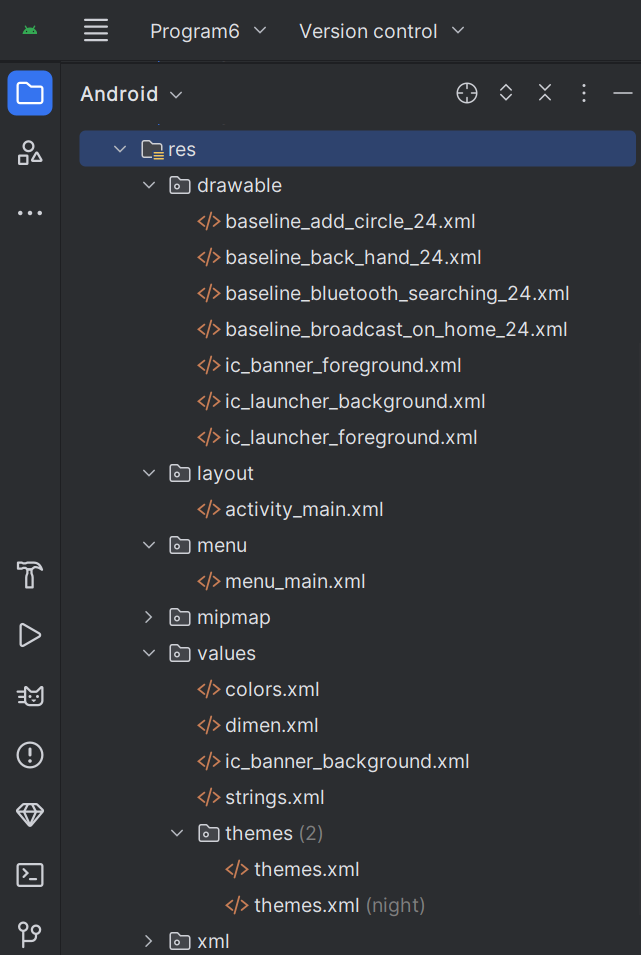 Program6 Version control
Android
res
drawable
baseline_add_circle_24.xml
baseline_back_hand_24.xml
baseline_bluetooth_searching_24.xml
baseline_broadcast_on_home_24.xml
ic_banner_foreground.xml
ic_launcher_background.xml
ic_launcher_foreground.xml
layout
activity_main.xml
menu
menu_main.xml
mipmap
values
colors.xml
dimen.xml
ic_banner_background.xml
strings.xml
themes (2)
themes.xml
themes.xml (night)
xml